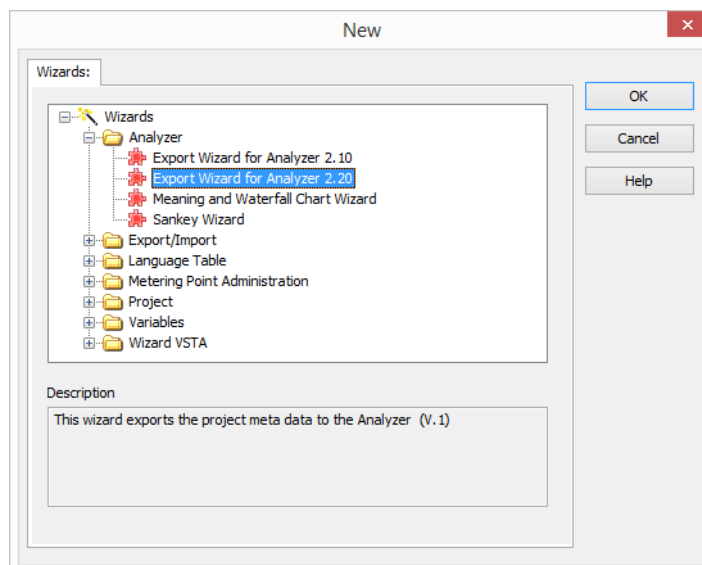 New
Wizards:
Wizards
Analyzer
Export Wizard for Analyzer 2.10
Export Wizard for Analyzer 2.20
Meaning and Waterfall Chart Wizard
Sankey Wizard
Export/Import
Language Table
Metering Point Administration
Project
Variables
Wizard VSTA
Description
This wizard exports the project meta data to the Analyzer (V.1)
OK
Cancel
Help